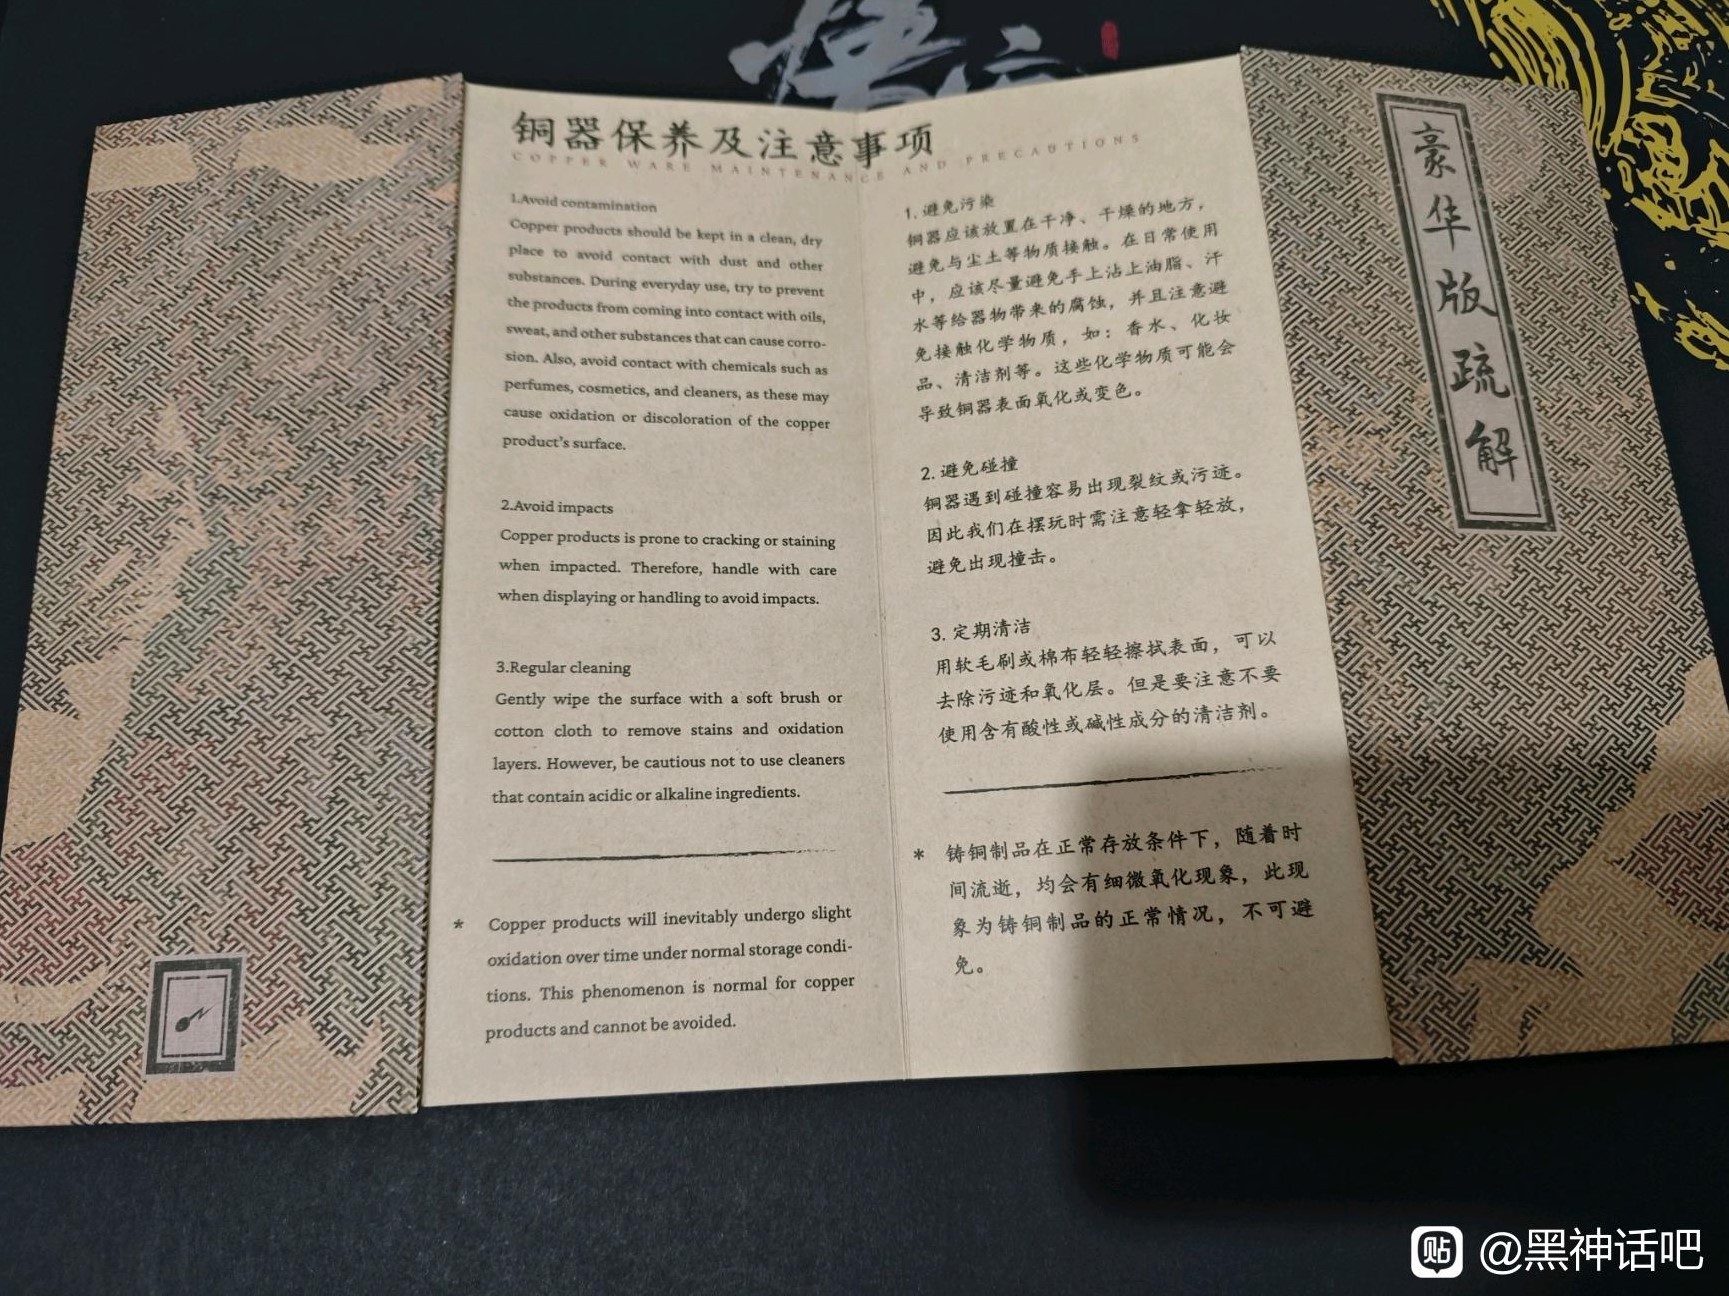 悟空
铜器保养及注意事项
COPPER WARE MAINTENANCE AND PRECAUTIONS
1.Avoid contamination
Copper products should be kept in a clean, dry
place to avoid contact with dust and other
substances. During everyday use, try to prevent
the products from coming into contact with oils,
sweat, and other substances that can cause corro-
sion. Also, avoid contact with chemicals such as
perfumes, cosmetics, and cleaners, as these may
cause oxidation or discoloration of the copper
product's surface.
2.Avoid impacts
Copper products is prone to cracking or staining
when impacted. Therefore, handle with care
when displaying or handling to avoid impacts.
3.Regular cleaning
Gently wipe the surface with a soft brush or
cotton cloth to remove stains and oxidation
layers. However, be cautious not to use cleaners
that contain acidic or alkaline ingredients.
* Copper products will inevitably undergo slight
oxidation over time under normal storage condi-
tions. This phenomenon is normal for copper
products and cannot be avoided.
1. 避免污染
铜器应该放置在干净、干燥的地方，
避免与尘土等物质接触。在日常使用
中，应该尽量避免手上沾上油脂、汗
水等给器物带来的腐蚀，并且注意避
免接触化学物质，如：香水、化妆
品、清洁剂等。这些化学物质可能会
导致铜器表面氧化或变色。
2. 避免碰撞
铜器遇到碰撞容易出现裂纹或污迹。
因此我们在摆玩时需注意轻拿轻放，
避免出现撞击。
3. 定期清洁
用软毛刷或棉布轻轻擦拭表面，可以
去除污迹和氧化层。但是要注意不要
使用含有酸性或碱性成分的清洁剂。
* 铸铜制品在正常存放条件下，随着时
间流逝，均会有细微氧化现象，此现
象为铸铜制品的正常情况，不可避
免。
豪华版疏解
贴 @黑神话吧